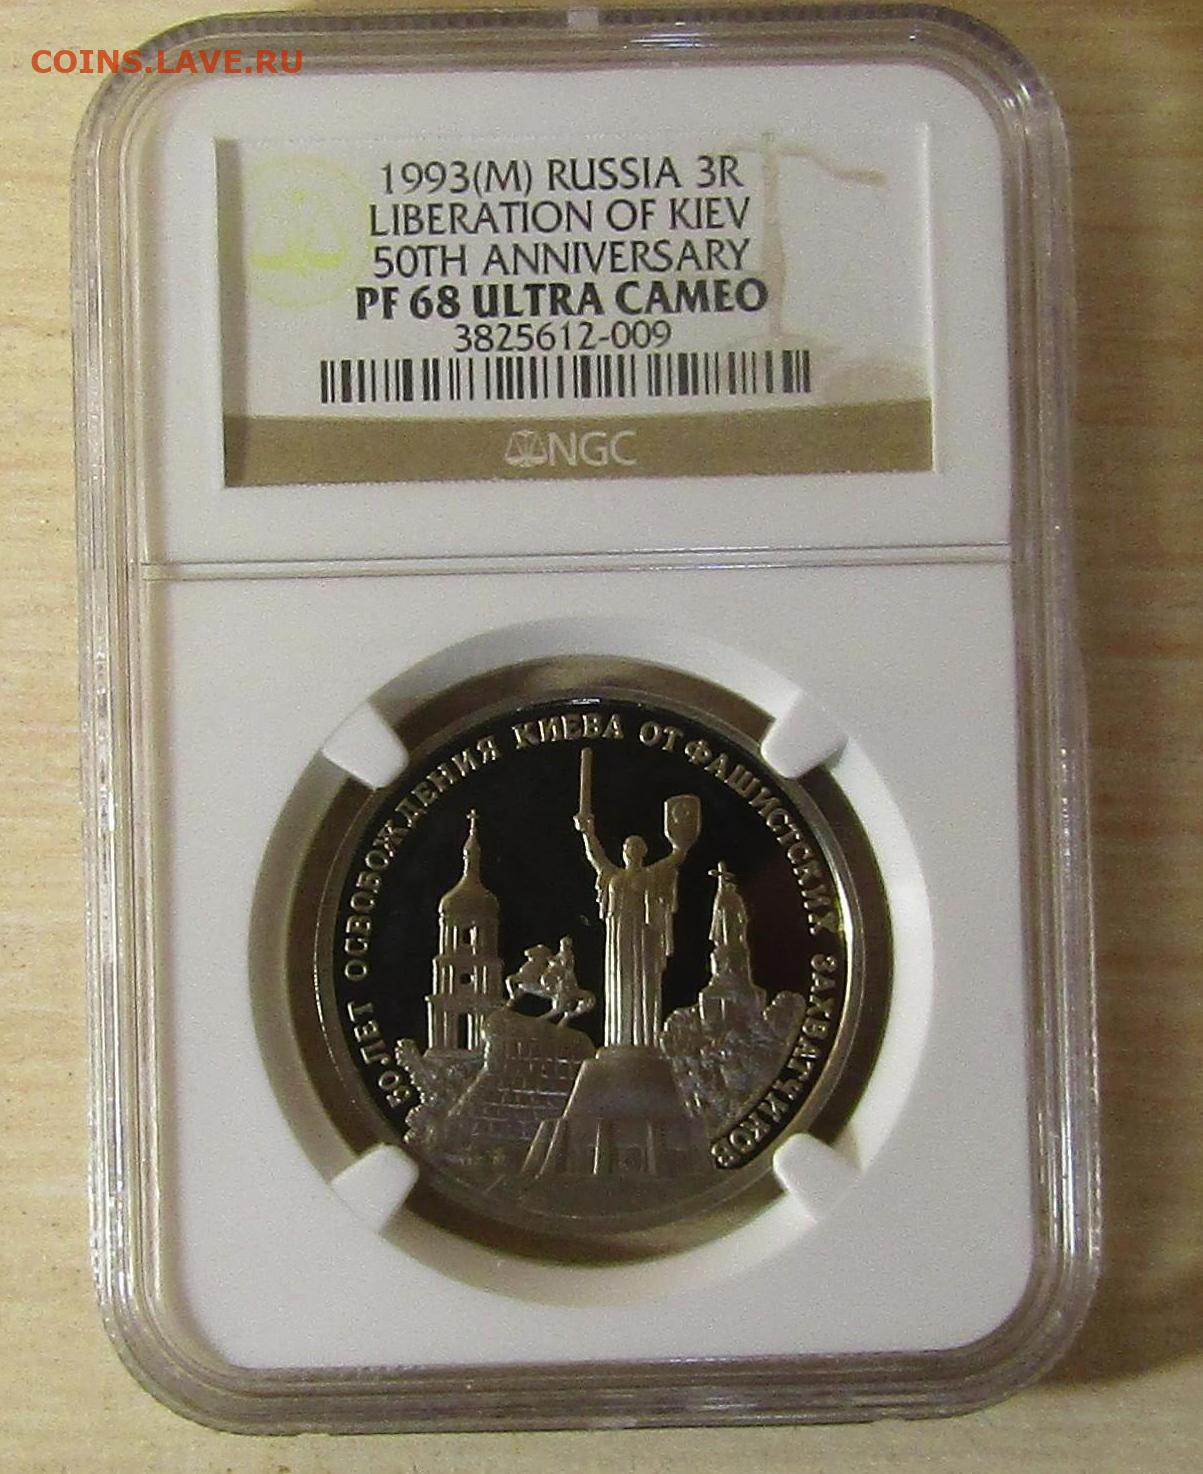 COINS.LAVE.RU
1993(M) RUSSIA 3R
LIBERATION OF KIEV
50TH ANNIVERSARY
PF 68 ULTRA CAMEO
3825612-009
NGC
50 ЛЕТ ОСВОБОЖДЕНИЯ КИЕВА ОТ ФАШИСТСКИХ ЗАХВАТЧИКОВ